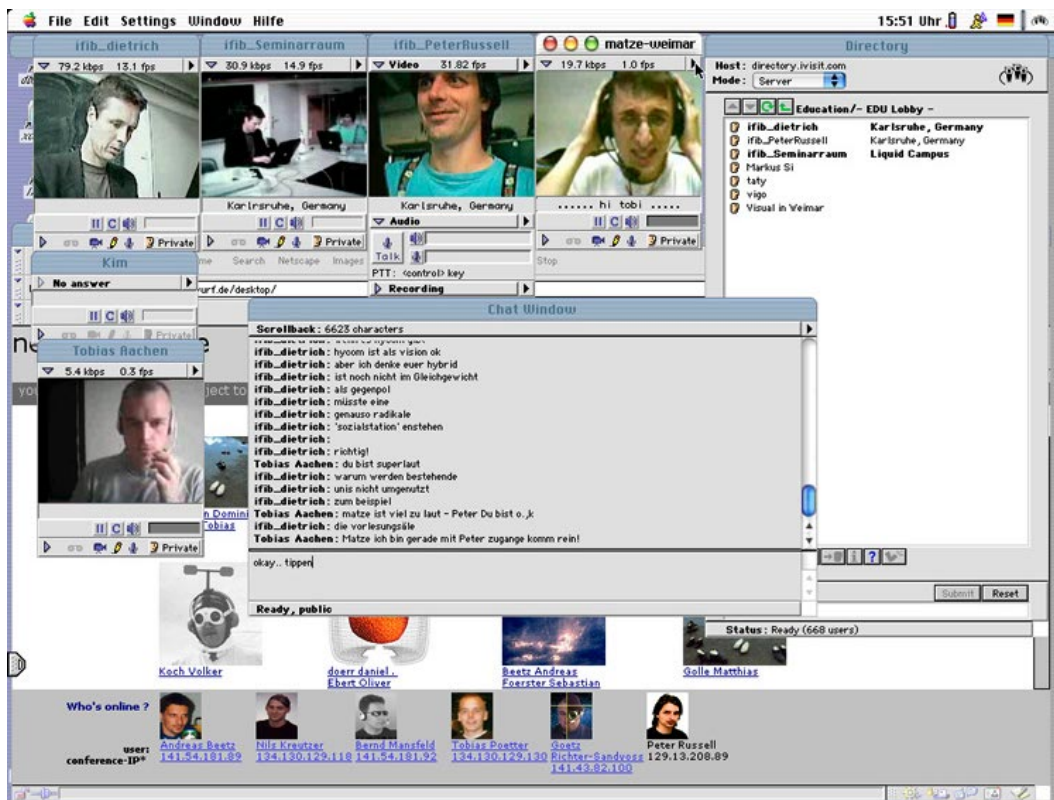 File Edit Settings Window Hilfe
15:51 Uhr
ifib_dietrich
79.2 kbps 13.1 fps
Private
ifib_Seminarraum
30.9 kbps 14.9 fps
Karlsruhe, Germany
Private
ifib_PeterRussell
Video 31.82 fps
Karlsruhe, Germany
Audio
Talk
PTT: <control> key
Recording
matze-weimar
19.7 kbps 1.0 fps
...... hi tobi .....
Private
Directory
Host: directory.ivisit.com
Mode: Server
Education/- EDU Lobby -
ifib_dietrich Karlsruhe, Germany
ifib_PeterRussell Karlsruhe, Germany
ifib_Seminarraum Liquid Campus
Markus Si
taty
vigo
Visual in Weimar
Submit Reset
Status: Ready (668 users)
Search Netscape Images
Stop
urf.de/desktop/
Kim
No answer
Private
Tobias Aachen
5.4 kbps 0.3 fps
Private
Chat Window
Scrollback: 6623 characters
ifib_dietrich: hyoom ist als vision ok
ifib_dietrich: aber ich denke euer hybrid
ifib_dietrich: ist noch nicht im Gleichgewicht
ifib_dietrich: als gegenpol
ifib_dietrich: müsste eine
ifib_dietrich: genauso radikale
ifib_dietrich: 'sozialstation' enstehen
ifib_dietrich:
ifib_dietrich: richtig!
Tobias Aachen: du bist superlaut
ifib_dietrich: warum werden bestehende
ifib_dietrich: unis nicht umgenutzt
ifib_dietrich: zum beispiel
Tobias Aachen: matze ist viel zu laut - Peter Du bist o.,k
ifib_dietrich: die vorlesungsäle
Tobias Aachen: Matze ich bin gerade mit Peter zugange komm rein!
okay.. tippen
Ready, public
ject to
n Domini
Tobias
Koch Volker
doerr daniel .
Ebert Oliver
Beetz Andreas
Foerster Sebastian
Golle Matthias
Who's online ?
user:
conference-IP*
Andreas Beetz
141.54.181.89
Nils Kreutzer
134.130.129.118
Bernd Mansfeld
141.54.181.92
Tobias Poetter
134.130.129.130
Goetz
Richter-Sandvoss
141.43.82.100
Peter Russell
129.13.208.89